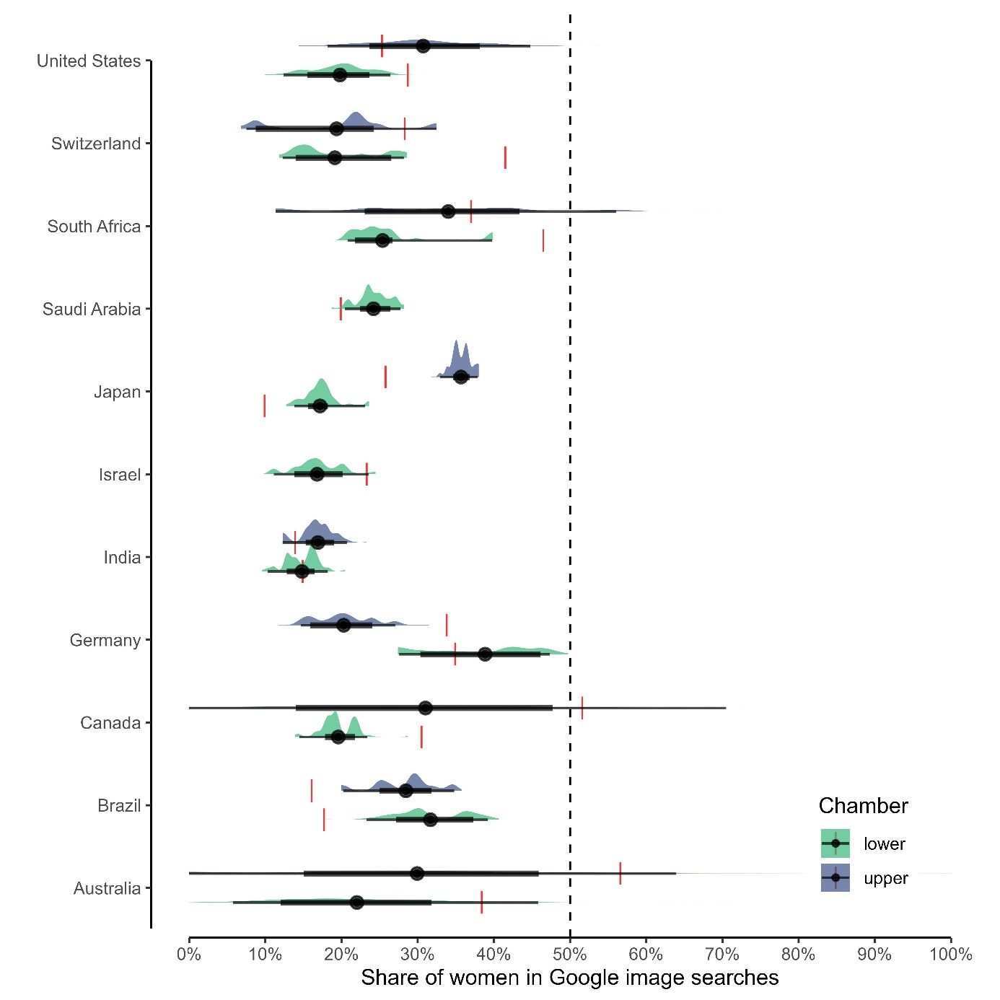 United States
Switzerland
South Africa
Saudi Arabia
Japan
Israel
India
Germany
Canada
Brazil
Australia
Chamber
lower
upper
0% 10% 20% 30% 40% 50% 60% 70% 80% 90% 100%
Share of women in Google image searches